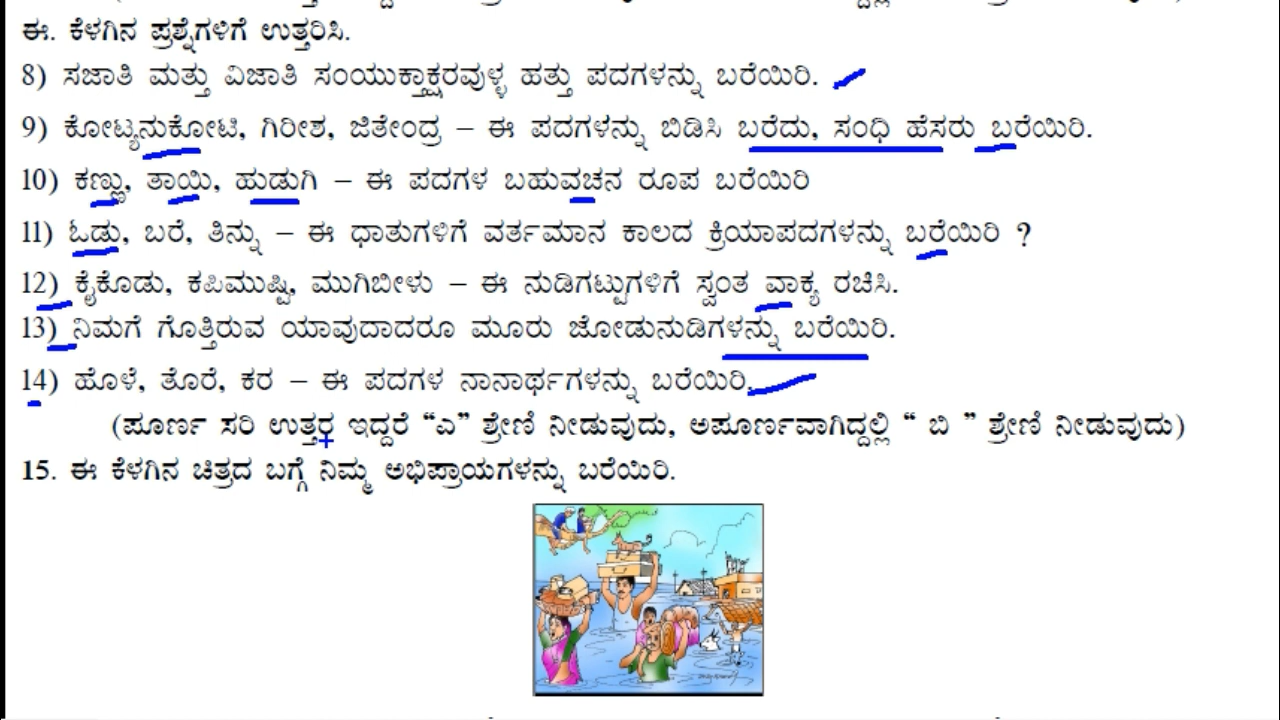 ಈ. ಕೆಳಗಿನ ಪ್ರಶ್ನೆಗಳಿಗೆ ಉತ್ತರಿಸಿ.
8) ಸಜಾತಿ ಮತ್ತು ವಿಜಾತಿ ಸಂಯುಕ್ತಾಕ್ಷರವುಳ್ಳ ಹತ್ತು ಪದಗಳನ್ನು ಬರೆಯಿರಿ.
9) ಕೋಟ್ಯನುಕೋಟಿ, ಗಿರೀಶ, ಜಿತೇಂದ್ರ – ಈ ಪದಗಳನ್ನು ಬಿಡಿಸಿ ಬರೆದು, ಸಂಧಿ ಹೆಸರು ಬರೆಯಿರಿ.
10) ಕಣ್ಣು, ತಾಯಿ, ಹುಡುಗಿ – ಈ ಪದಗಳ ಬಹುವಚನ ರೂಪ ಬರೆಯಿರಿ
11) ಓಡು, ಬರೆ, ತಿನ್ನು – ಈ ಧಾತುಗಳಿಗೆ ವರ್ತಮಾನ ಕಾಲದ ಕ್ರಿಯಾಪದಗಳನ್ನು ಬರೆಯಿರಿ ?
12) ಕೈಕೊಡು, ಕಪಿಮುಷ್ಟಿ, ಮುಗಿಬೀಳು – ಈ ನುಡಿಗಟ್ಟುಗಳಿಗೆ ಸ್ವಂತ ವಾಕ್ಯ ರಚಿಸಿ.
13) ನಿಮಗೆ ಗೊತ್ತಿರುವ ಯಾವುದಾದರೂ ಮೂರು ಜೋಡುನುಡಿಗಳನ್ನು ಬರೆಯಿರಿ.
14) ಹೊಳೆ, ತೊರೆ, ಕರ – ಈ ಪದಗಳ ನಾನಾರ್ಥಗಳನ್ನು ಬರೆಯಿರಿ.
(ಪೂರ್ಣ ಸರಿ ಉತ್ತರ ಇದ್ದರೆ “ಎ” ಶ್ರೇಣಿ ನೀಡುವುದು, ಅಪೂರ್ಣವಾಗಿದ್ದಲ್ಲಿ “ ಬಿ ” ಶ್ರೇಣಿ ನೀಡುವುದು)
15. ಈ ಕೆಳಗಿನ ಚಿತ್ರದ ಬಗ್ಗೆ ನಿಮ್ಮ ಅಭಿಪ್ರಾಯಗಳನ್ನು ಬರೆಯಿರಿ.